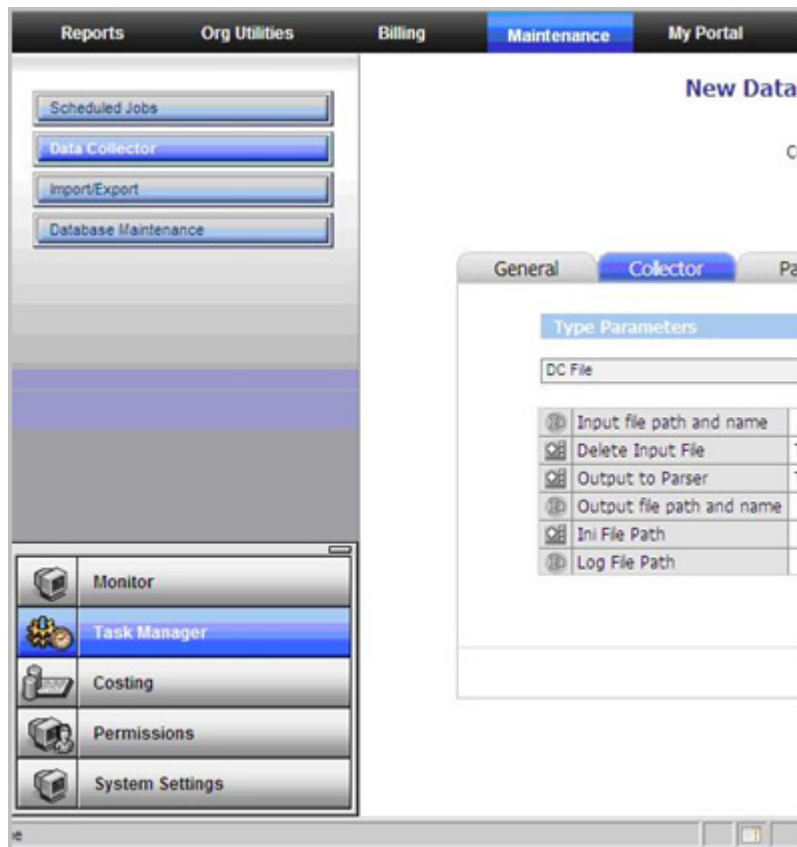 Reports Org Utilities Billing Maintenance My Portal
Scheduled Jobs
Data Collector
Import/Export
Database Maintenance
New Data
General Collector Pa
Type Parameters
DC File
Input file path and name
Delete Input File
Output to Parser
Output file path and name
Ini File Path
Log File Path
Monitor
Task Manager
Costing
Permissions
System Settings